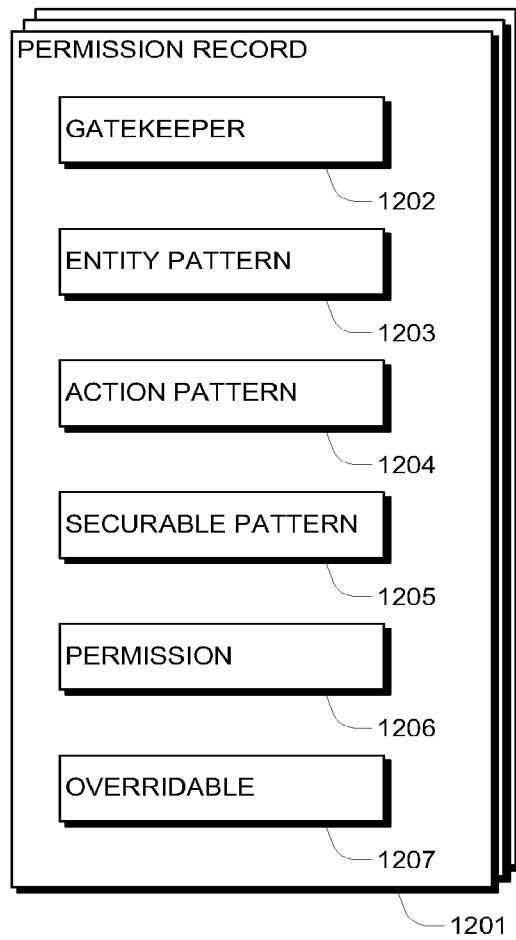 PERMISSION RECORD
GATEKEEPER
1202
ENTITY PATTERN
1203
ACTION PATTERN
1204
SECURABLE PATTERN
1205
PERMISSION
1206
OVERRIDABLE
1207
1201